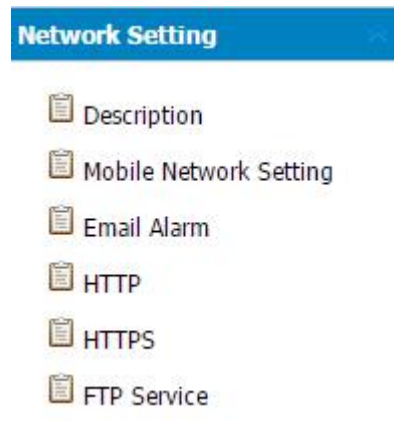 Network Setting
Description
Mobile Network Setting
Email Alarm
HTTP
HTTPS
FTP Service